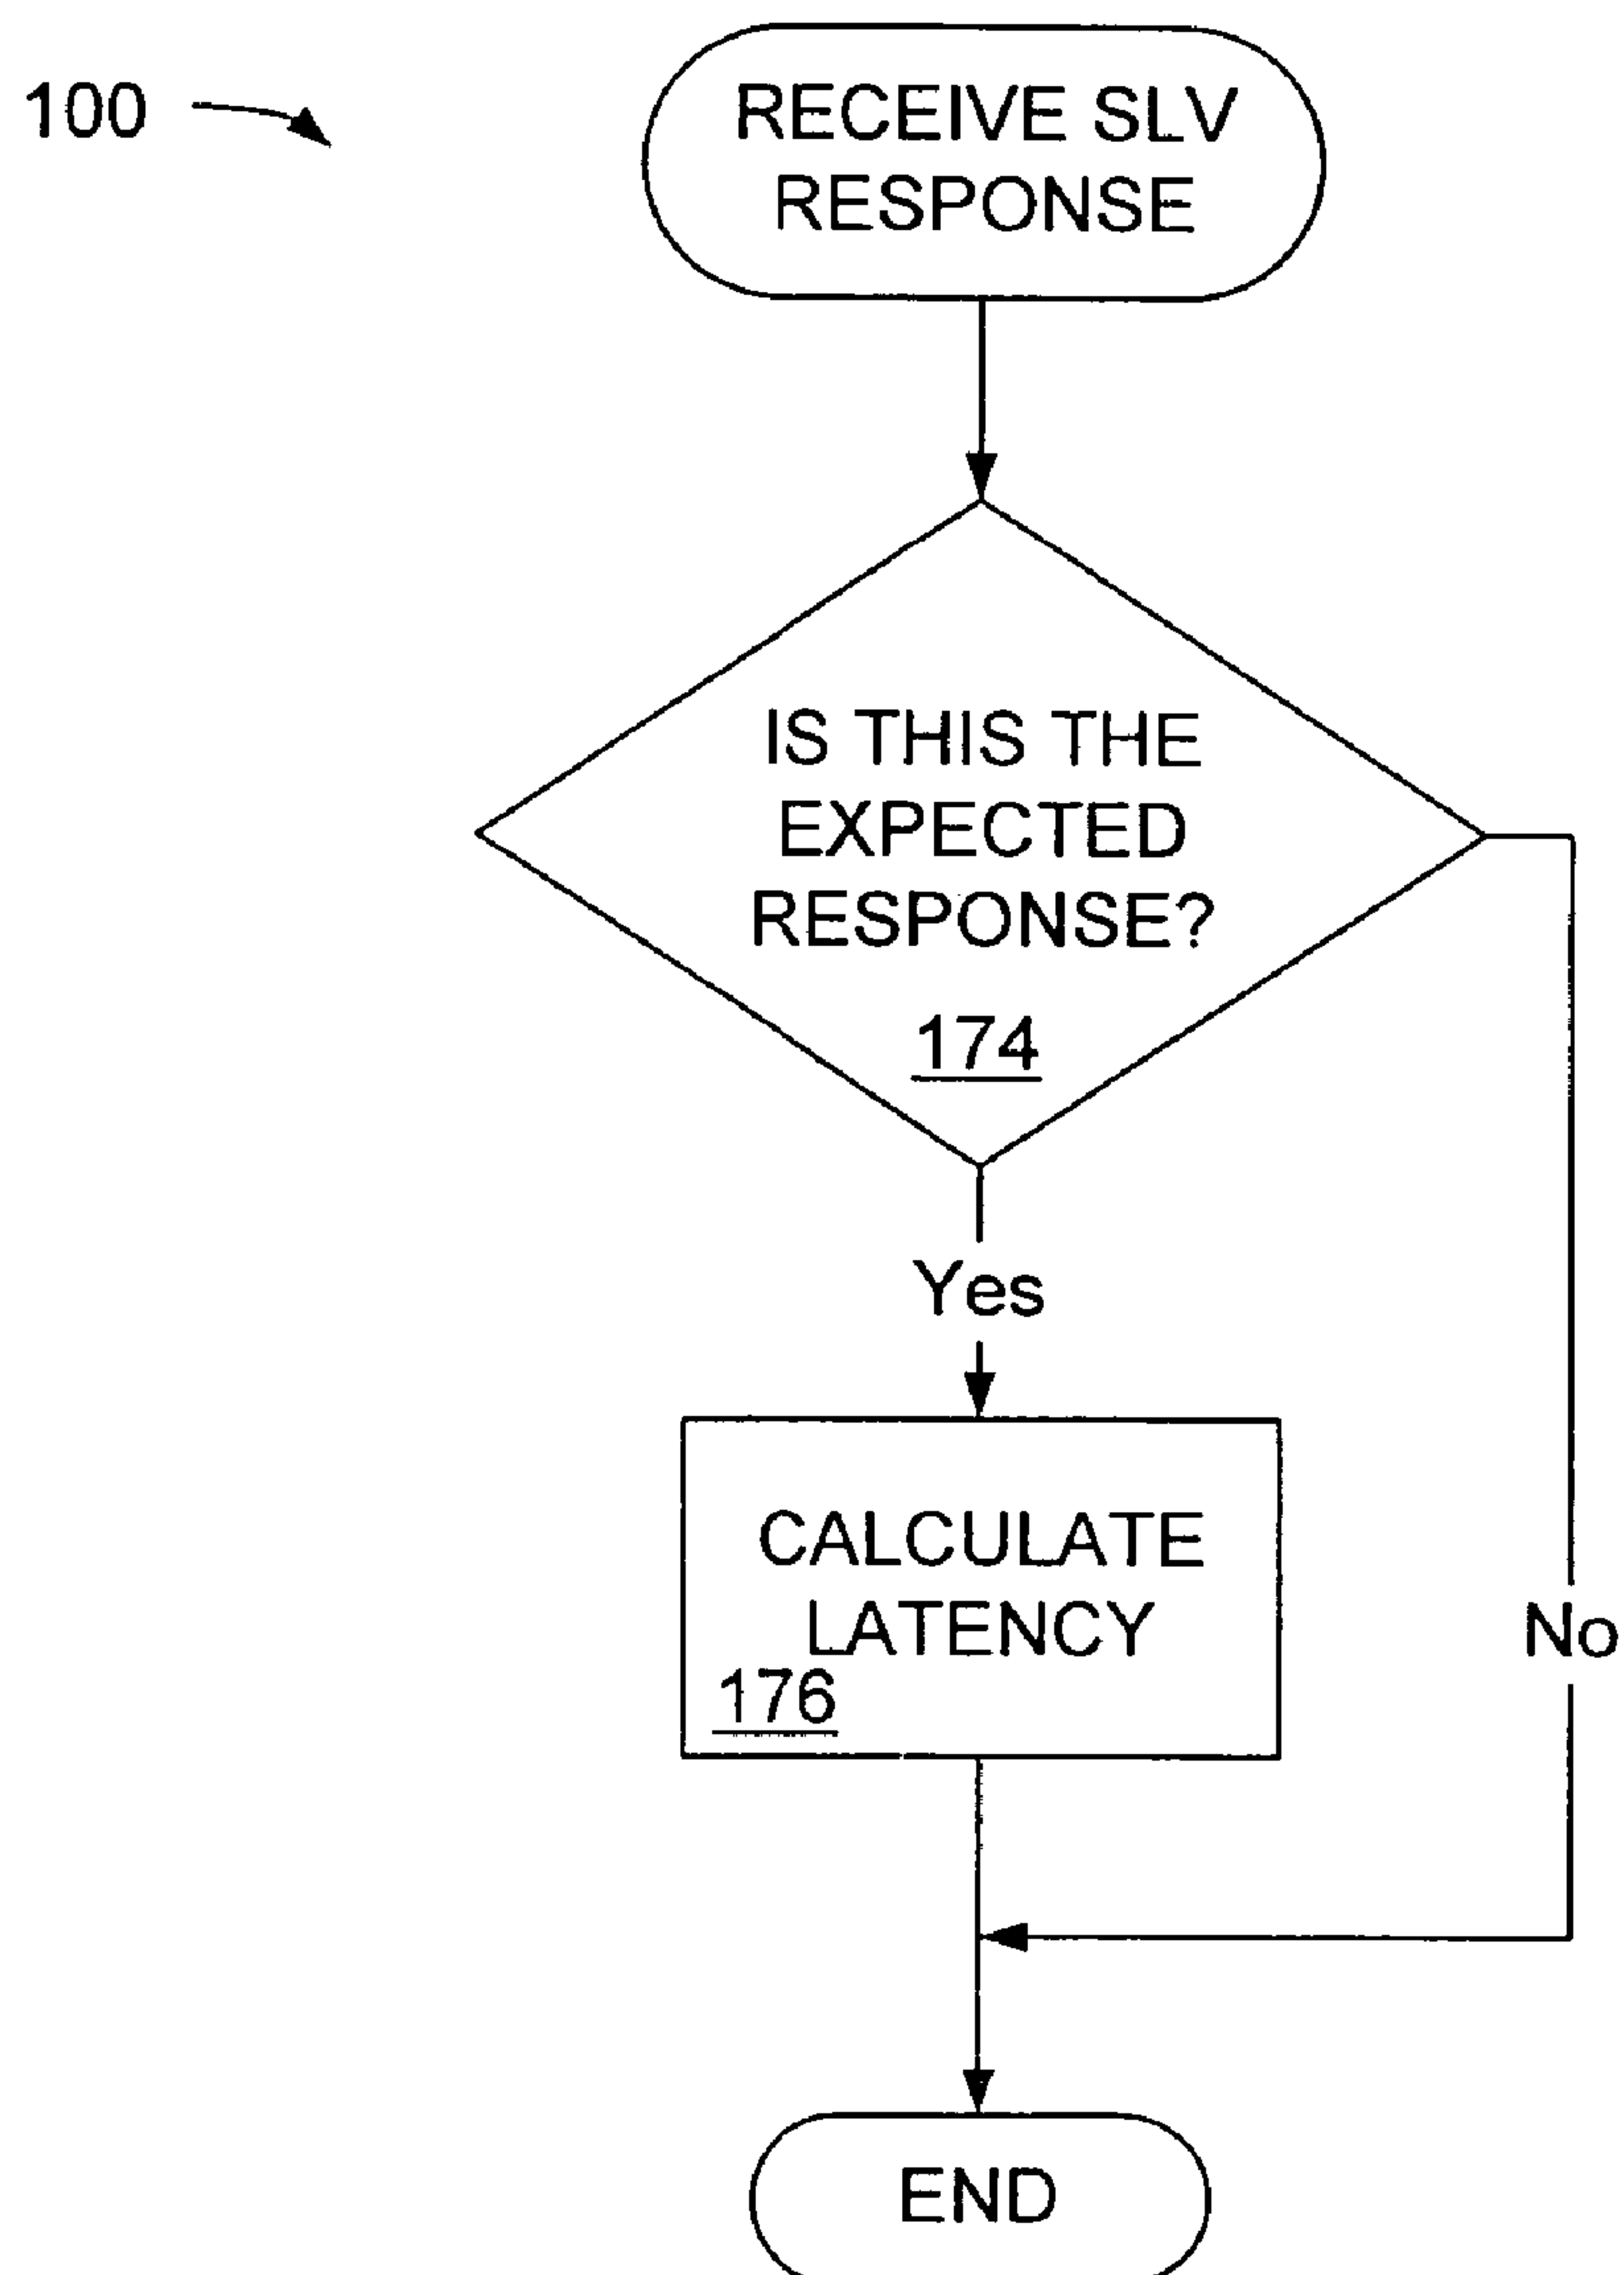 100
RECEIVE SLV
RESPONSE
IS THIS THE
EXPECTED
RESPONSE?
174
Yes
CALCULATE
LATENCY
176
No
END